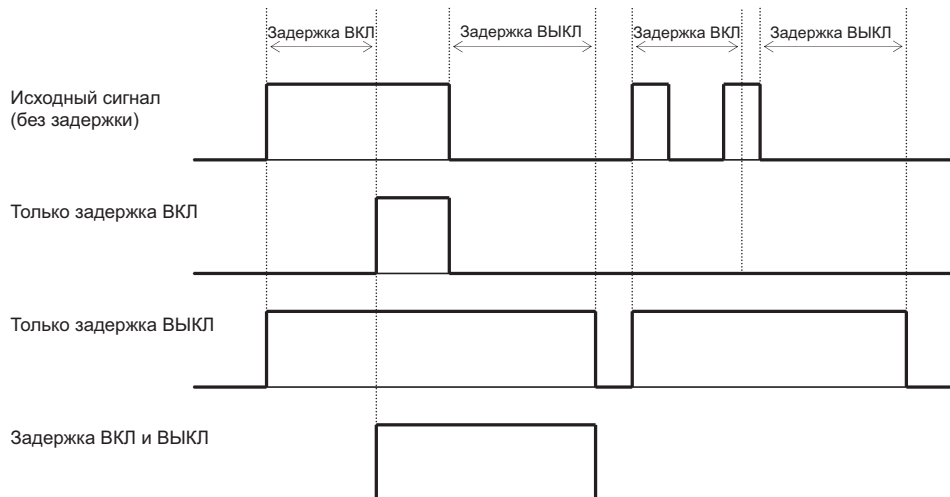 Задержка ВКЛ Задержка ВЫКЛ Задержка ВКЛ Задержка ВЫКЛ
Исходный сигнал
(без задержки)
Только задержка ВКЛ
Только задержка ВЫКЛ
Задержка ВКЛ и ВЫКЛ